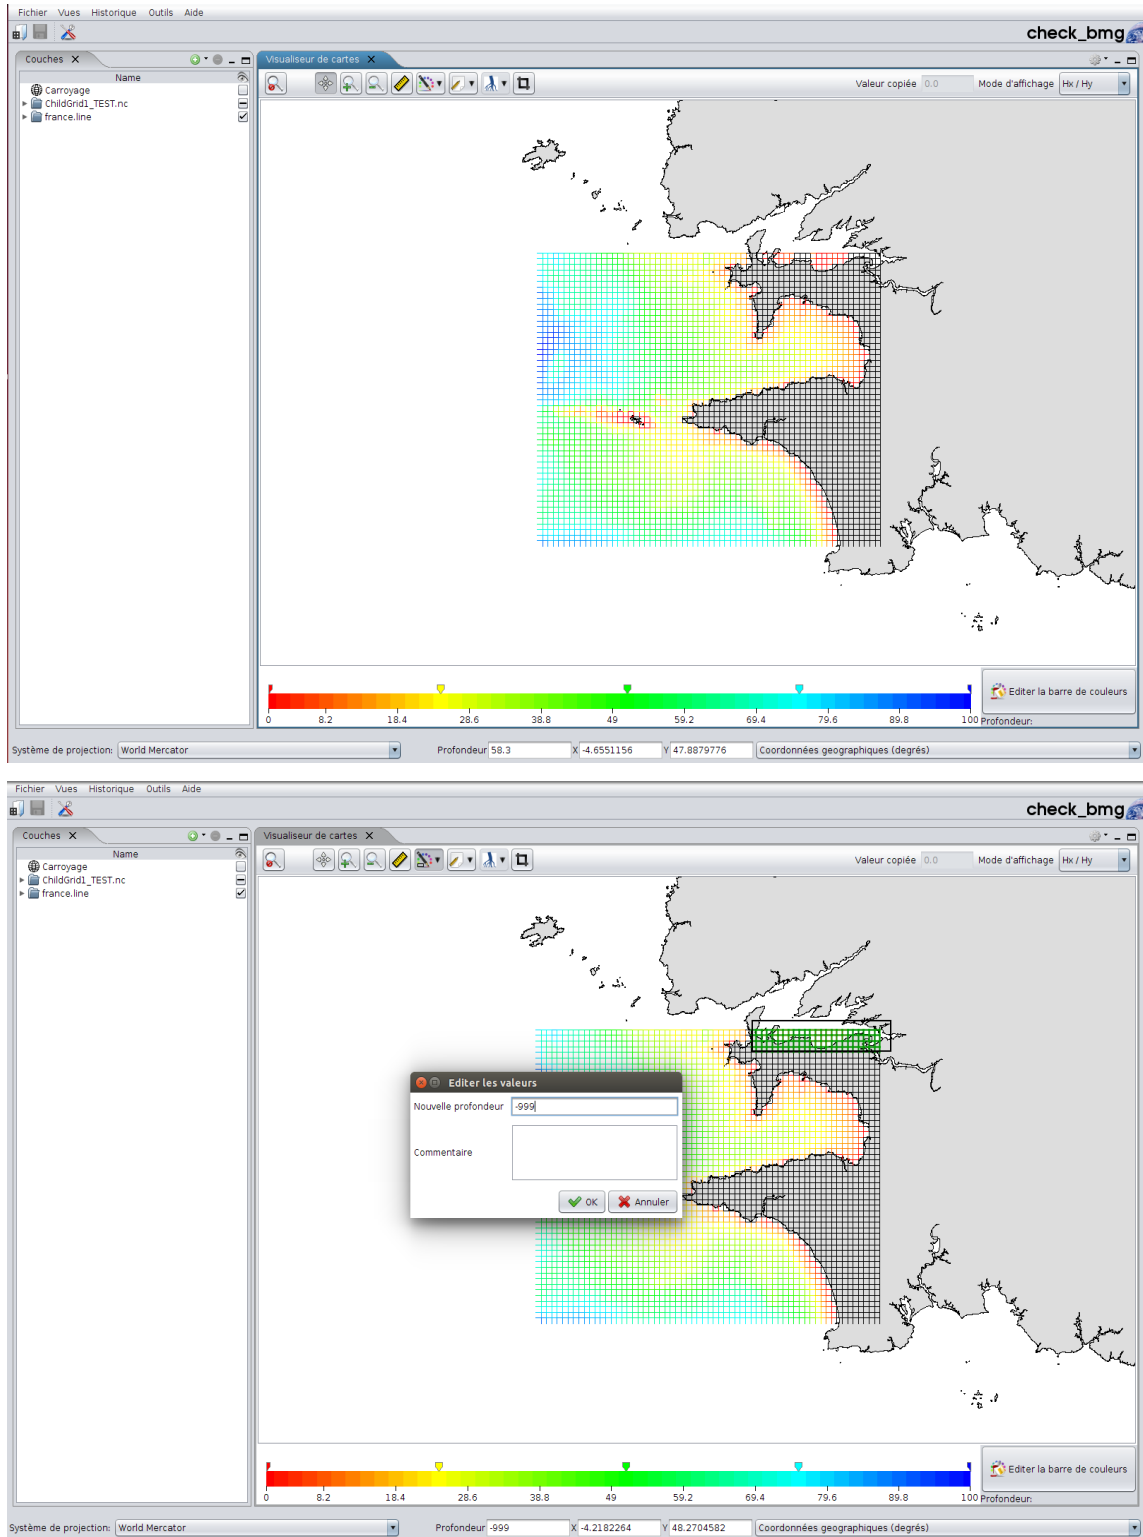 Fichier Vues Historique Outils Aide
check_bmg
Couches X
Visualiseur de cartes X
Name
Carroyage
ChildGrid1_TEST.nc
france.line
Valeur copiée 0.0 Mode d'affichage Hx / Hy
0 8.2 18.4 28.6 38.8 49 59.2 69.4 79.6 89.8 100
Editer la barre de couleurs
Profondeur:
Système de projection: World Mercator Profondeur 58.3 X -4.6551156 Y 47.8879776 Coordonnées geographiques (degrés)
Fichier Vues Historique Outils Aide
check_bmg
Couches X
Visualiseur de cartes X
Name
Carroyage
ChildGrid1_TEST.nc
france.line
Valeur copiée 0.0 Mode d'affichage Hx / Hy
Editer les valeurs
Nouvelle profondeur -999
Commentaire
OK Annuler
0 8.2 18.4 28.6 38.8 49 59.2 69.4 79.6 89.8 100
Editer la barre de couleurs
Profondeur:
Système de projection: World Mercator Profondeur -999 X -4.2182264 Y 48.2704582 Coordonnées geographiques (degrés)